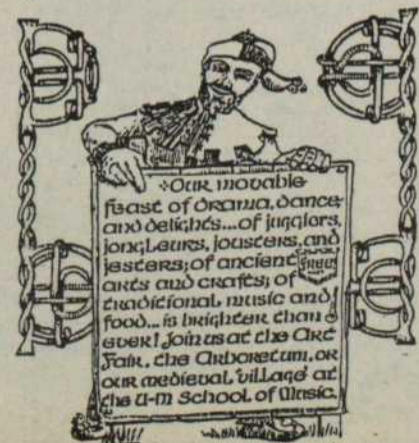 Our movable
feast of drama, dance,
and delights...of jugglors,
jongleurs, jousters, and
jesters; of ancient
arts and crafts; of
traditional music and
food... is brighter than
ever! Join us at the Art
Fair, the Arboretum, or
our medieval 'village' at
the U-M School of Music.
FREE!